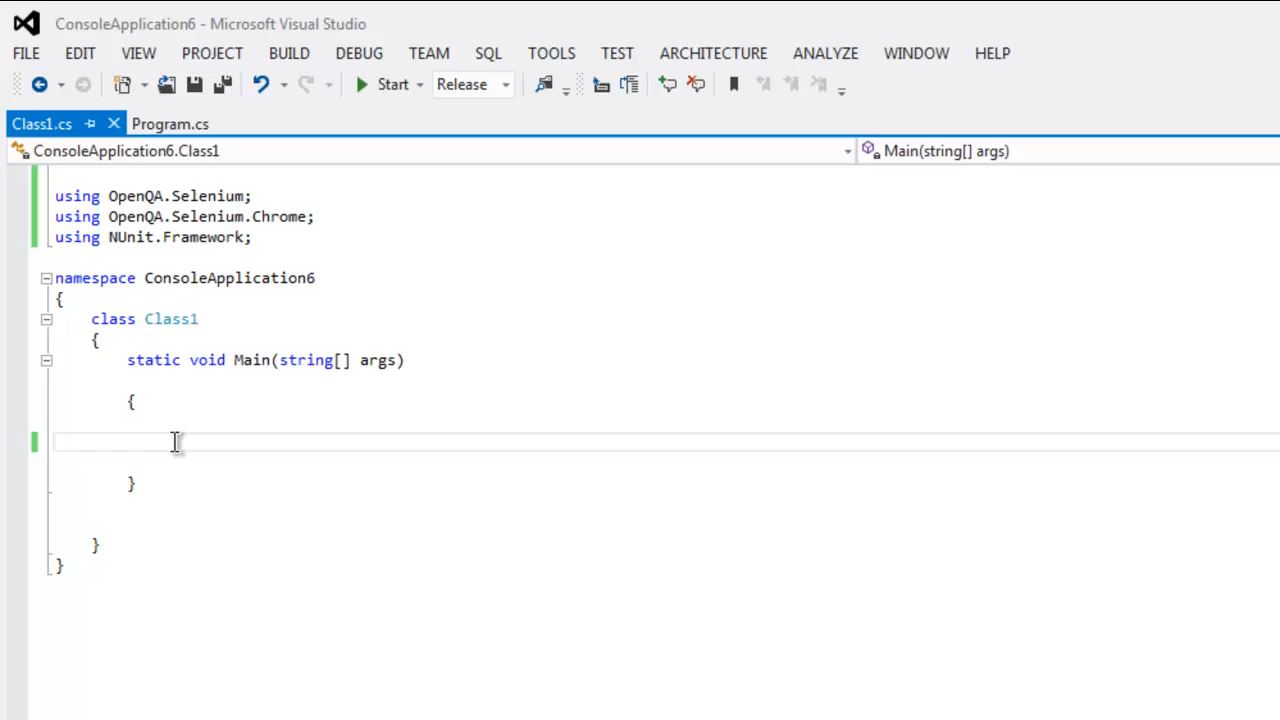 ConsoleApplication6 - Microsoft Visual Studio
FILE EDIT VIEW PROJECT BUILD DEBUG TEAM SQL TOOLS TEST ARCHITECTURE ANALYZE WINDOW HELP
Start Release
Class1.cs Program.cs
ConsoleApplication6.Class1 Main(string[] args)
using OpenQA.Selenium;
using OpenQA.Selenium.Chrome;
using NUnit.Framework;
namespace ConsoleApplication6
{
class Class1
{
static void Main(string[] args)
{
}
}
}